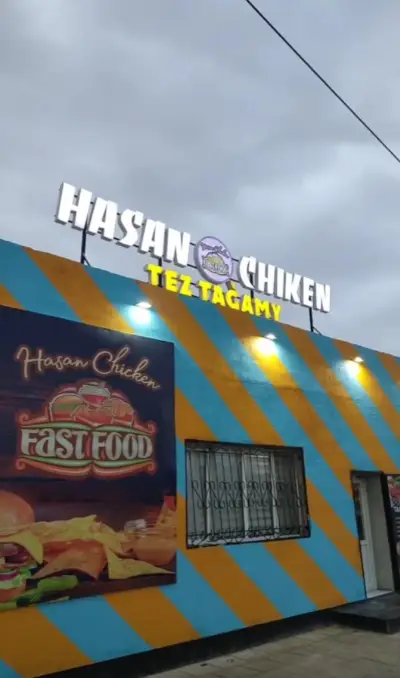 HASAN CHIKEN
TEZ TAGAMY
Hasan Chicken
FAST FOOD